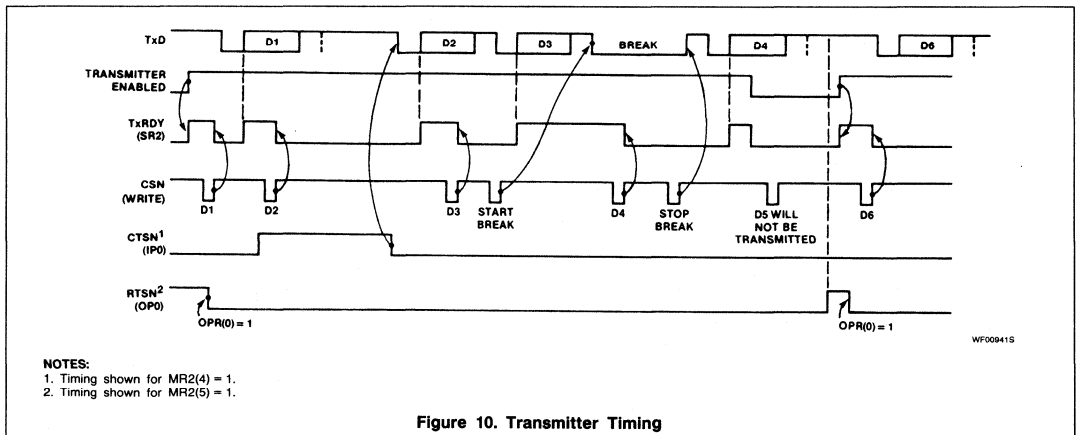 TxD
D1
D2
D3
BREAK
D4
D6
TRANSMITTER
ENABLED
TxRDY
(SR2)
CSN
(WRITE)
D1
D2
D3
START
BREAK
D4
STOP
BREAK
D5 WILL
NOT BE
TRANSMITTED
D6
CTSN1
(IP0)
RTSN2
(OP0)
OPR(0) = 1
OPR(0) = 1
WF00941S
NOTES:
1. Timing shown for MR2(4) = 1.
2. Timing shown for MR2(5) = 1.
Figure 10. Transmitter Timing